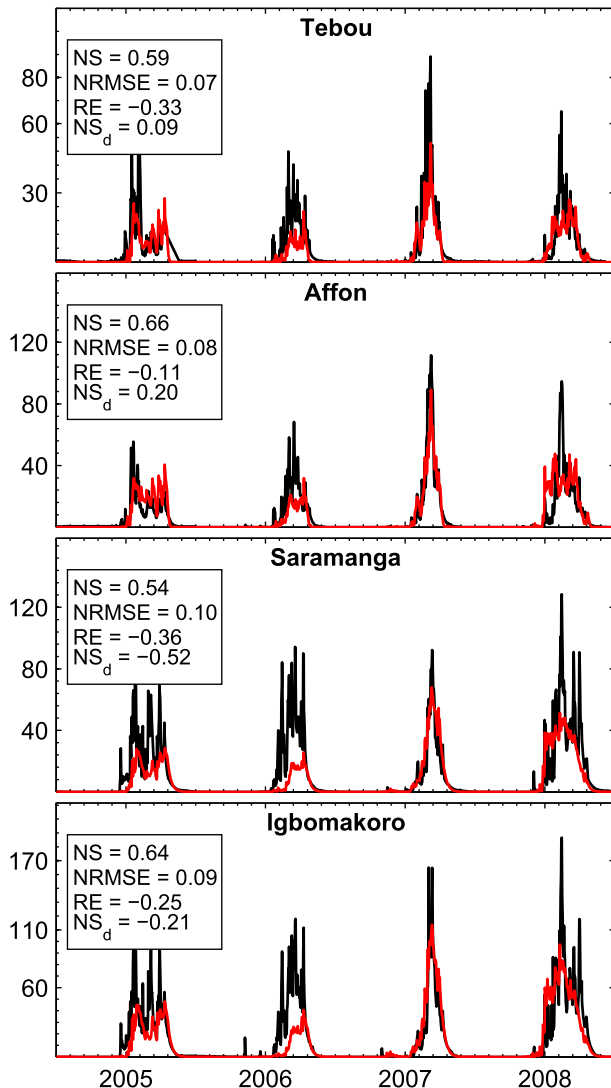 Tebou
NS = 0.59
NRMSE = 0.07
RE = −0.33
NSd = 0.09
80
60
30
Affon
NS = 0.66
NRMSE = 0.08
RE = −0.11
NSd = 0.20
120
80
40
Saramanga
NS = 0.54
NRMSE = 0.10
RE = −0.36
NSd = −0.52
120
80
40
Igbomakoro
NS = 0.64
NRMSE = 0.09
RE = −0.25
NSd = −0.21
170
110
60
2005 2006 2007 2008